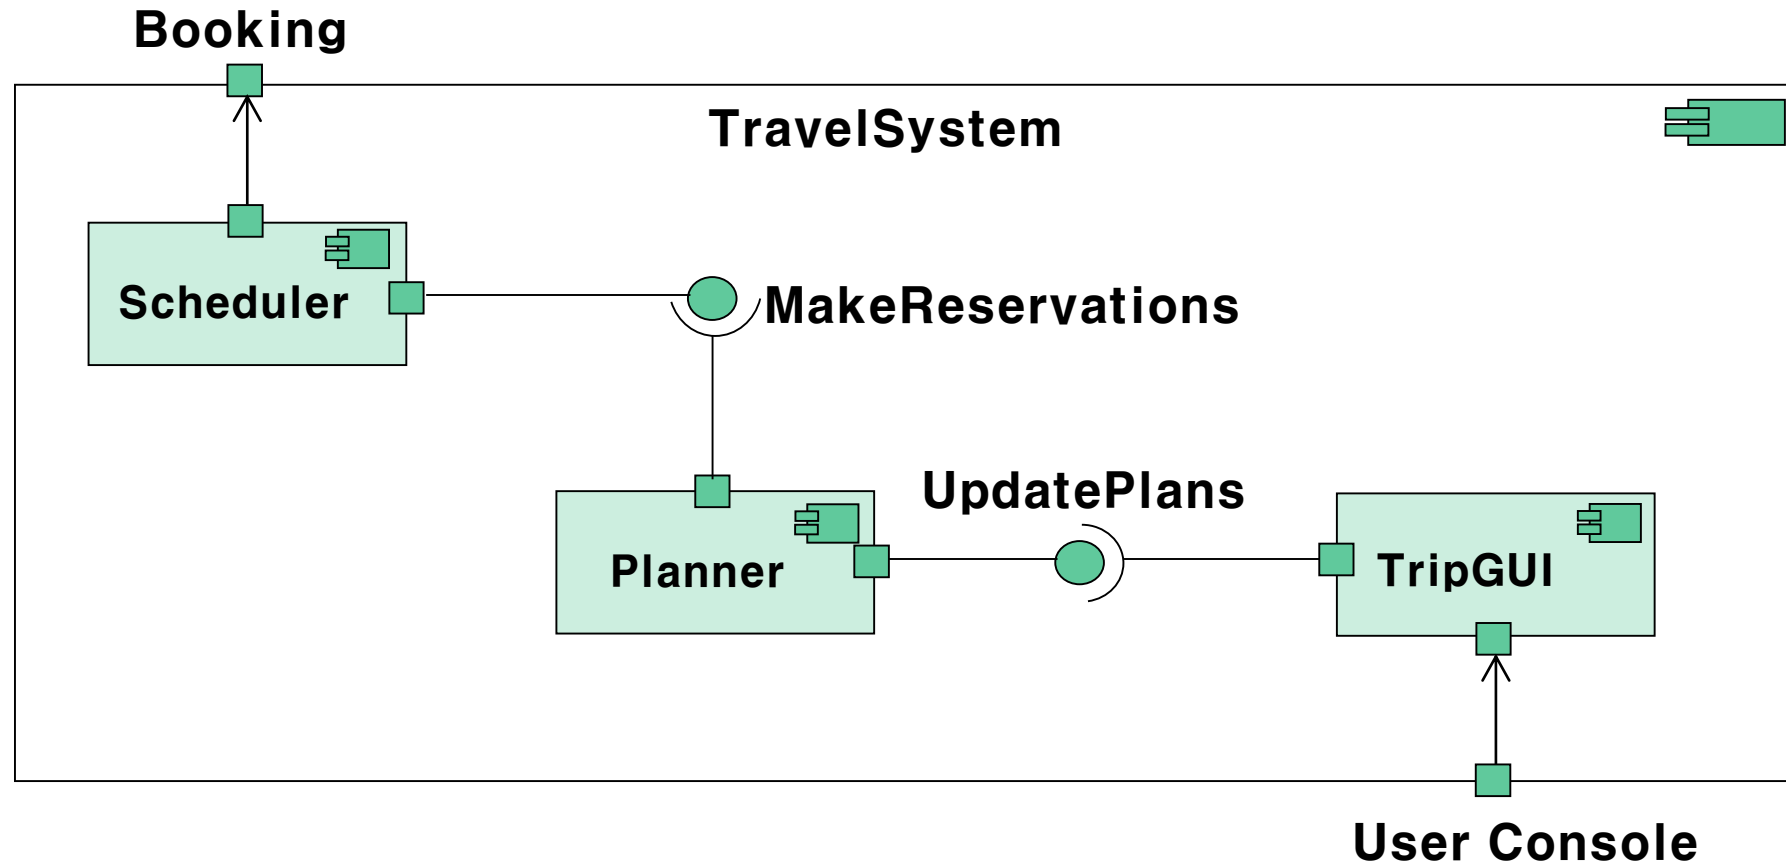 Booking
TravelSystem
Scheduler
MakeReservations
UpdatePlans
Planner
TripGUI
User Console